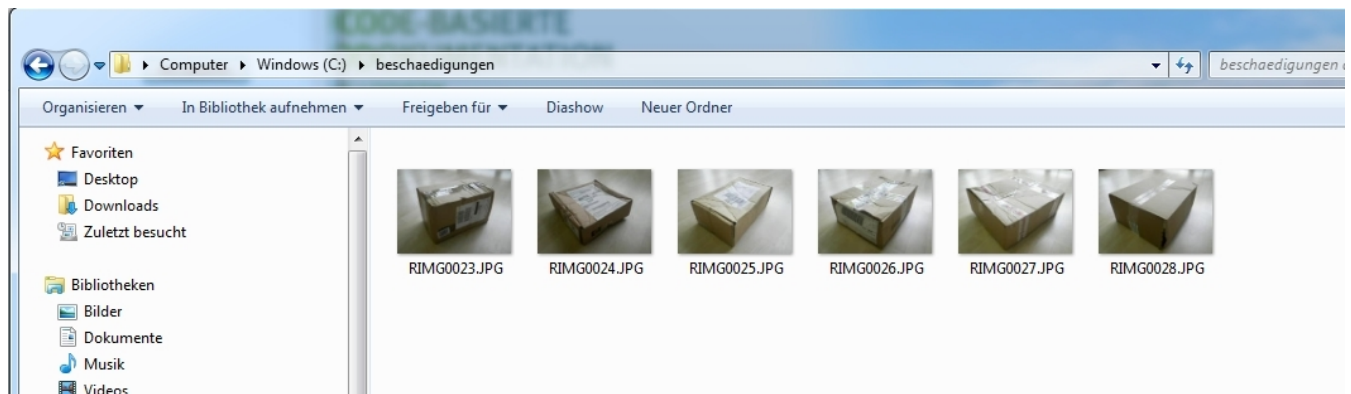 CODE-BASIERTE
DOKUMENTATION
Computer Windows (C:) beschaedigungen
beschaedigungen
Organisieren In Bibliothek aufnehmen Freigeben für Diashow Neuer Ordner
Favoriten
Desktop
Downloads
Zuletzt besucht
Bibliotheken
Bilder
Dokumente
Musik
Videos
RIMG0023.JPG RIMG0024.JPG RIMG0025.JPG RIMG0026.JPG RIMG0027.JPG RIMG0028.JPG